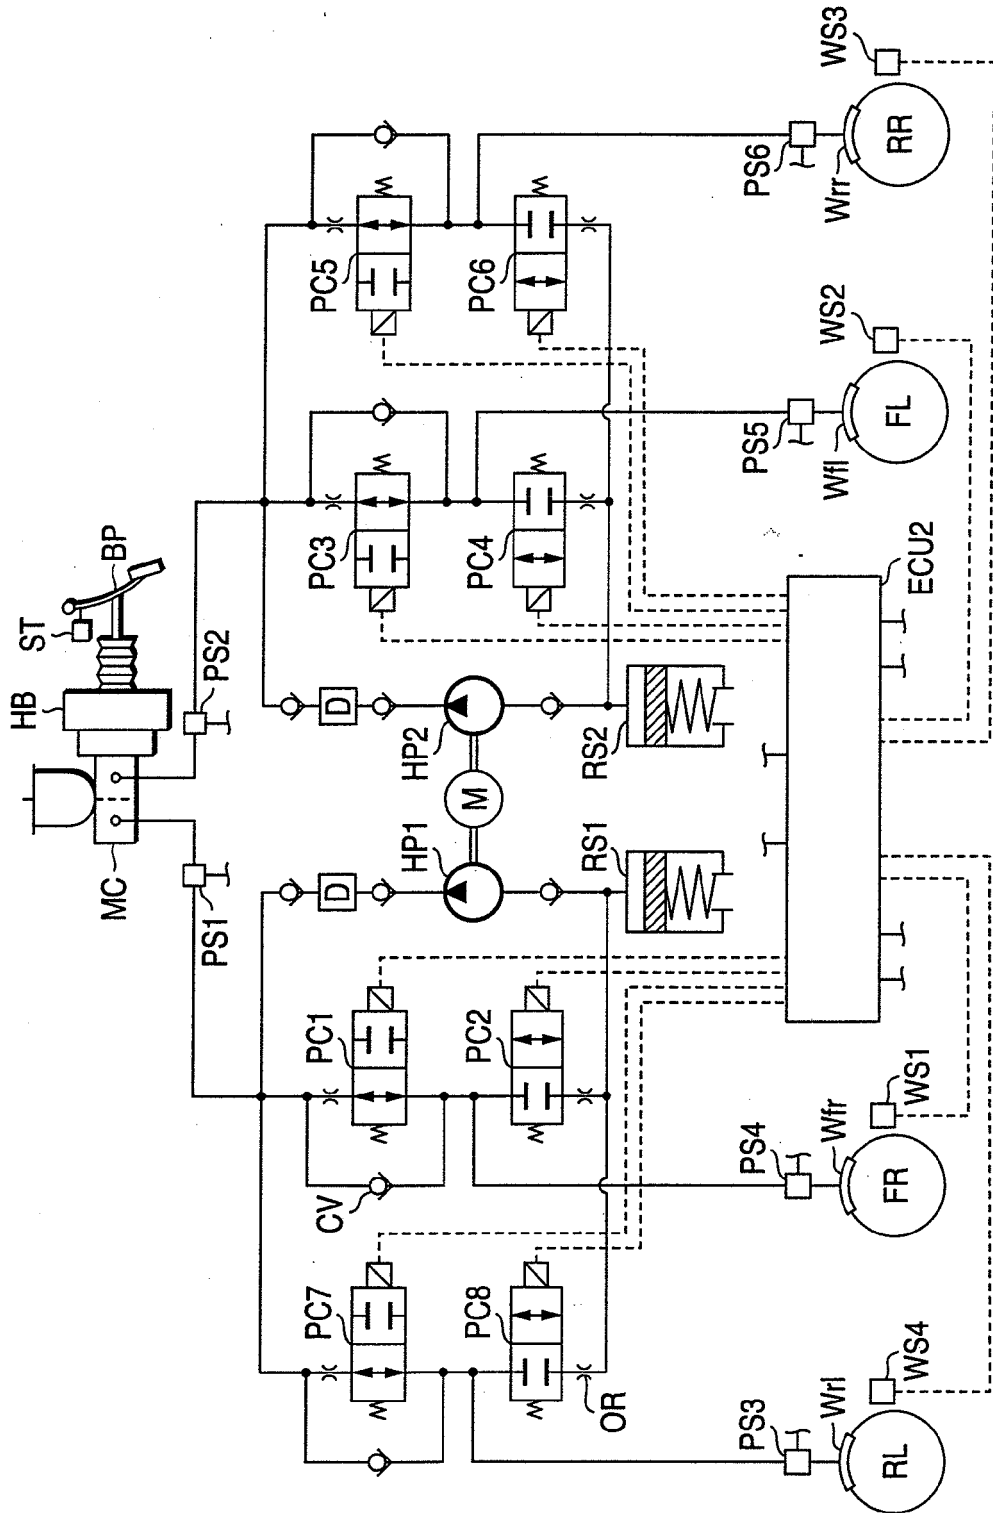 ST
BP
HB
MC
PS1
PS2
D
D
HP1
M
HP2
RS1
RS2
PC7
PC1
PC3
PC5
CV
PC8
PC2
PC4
PC6
OR
ECU2
PS3
PS4
PS5
PS6
Wrl
WS4
Wfr
WS1
Wfl
WS2
Wrr
WS3
RL
FR
FL
RR